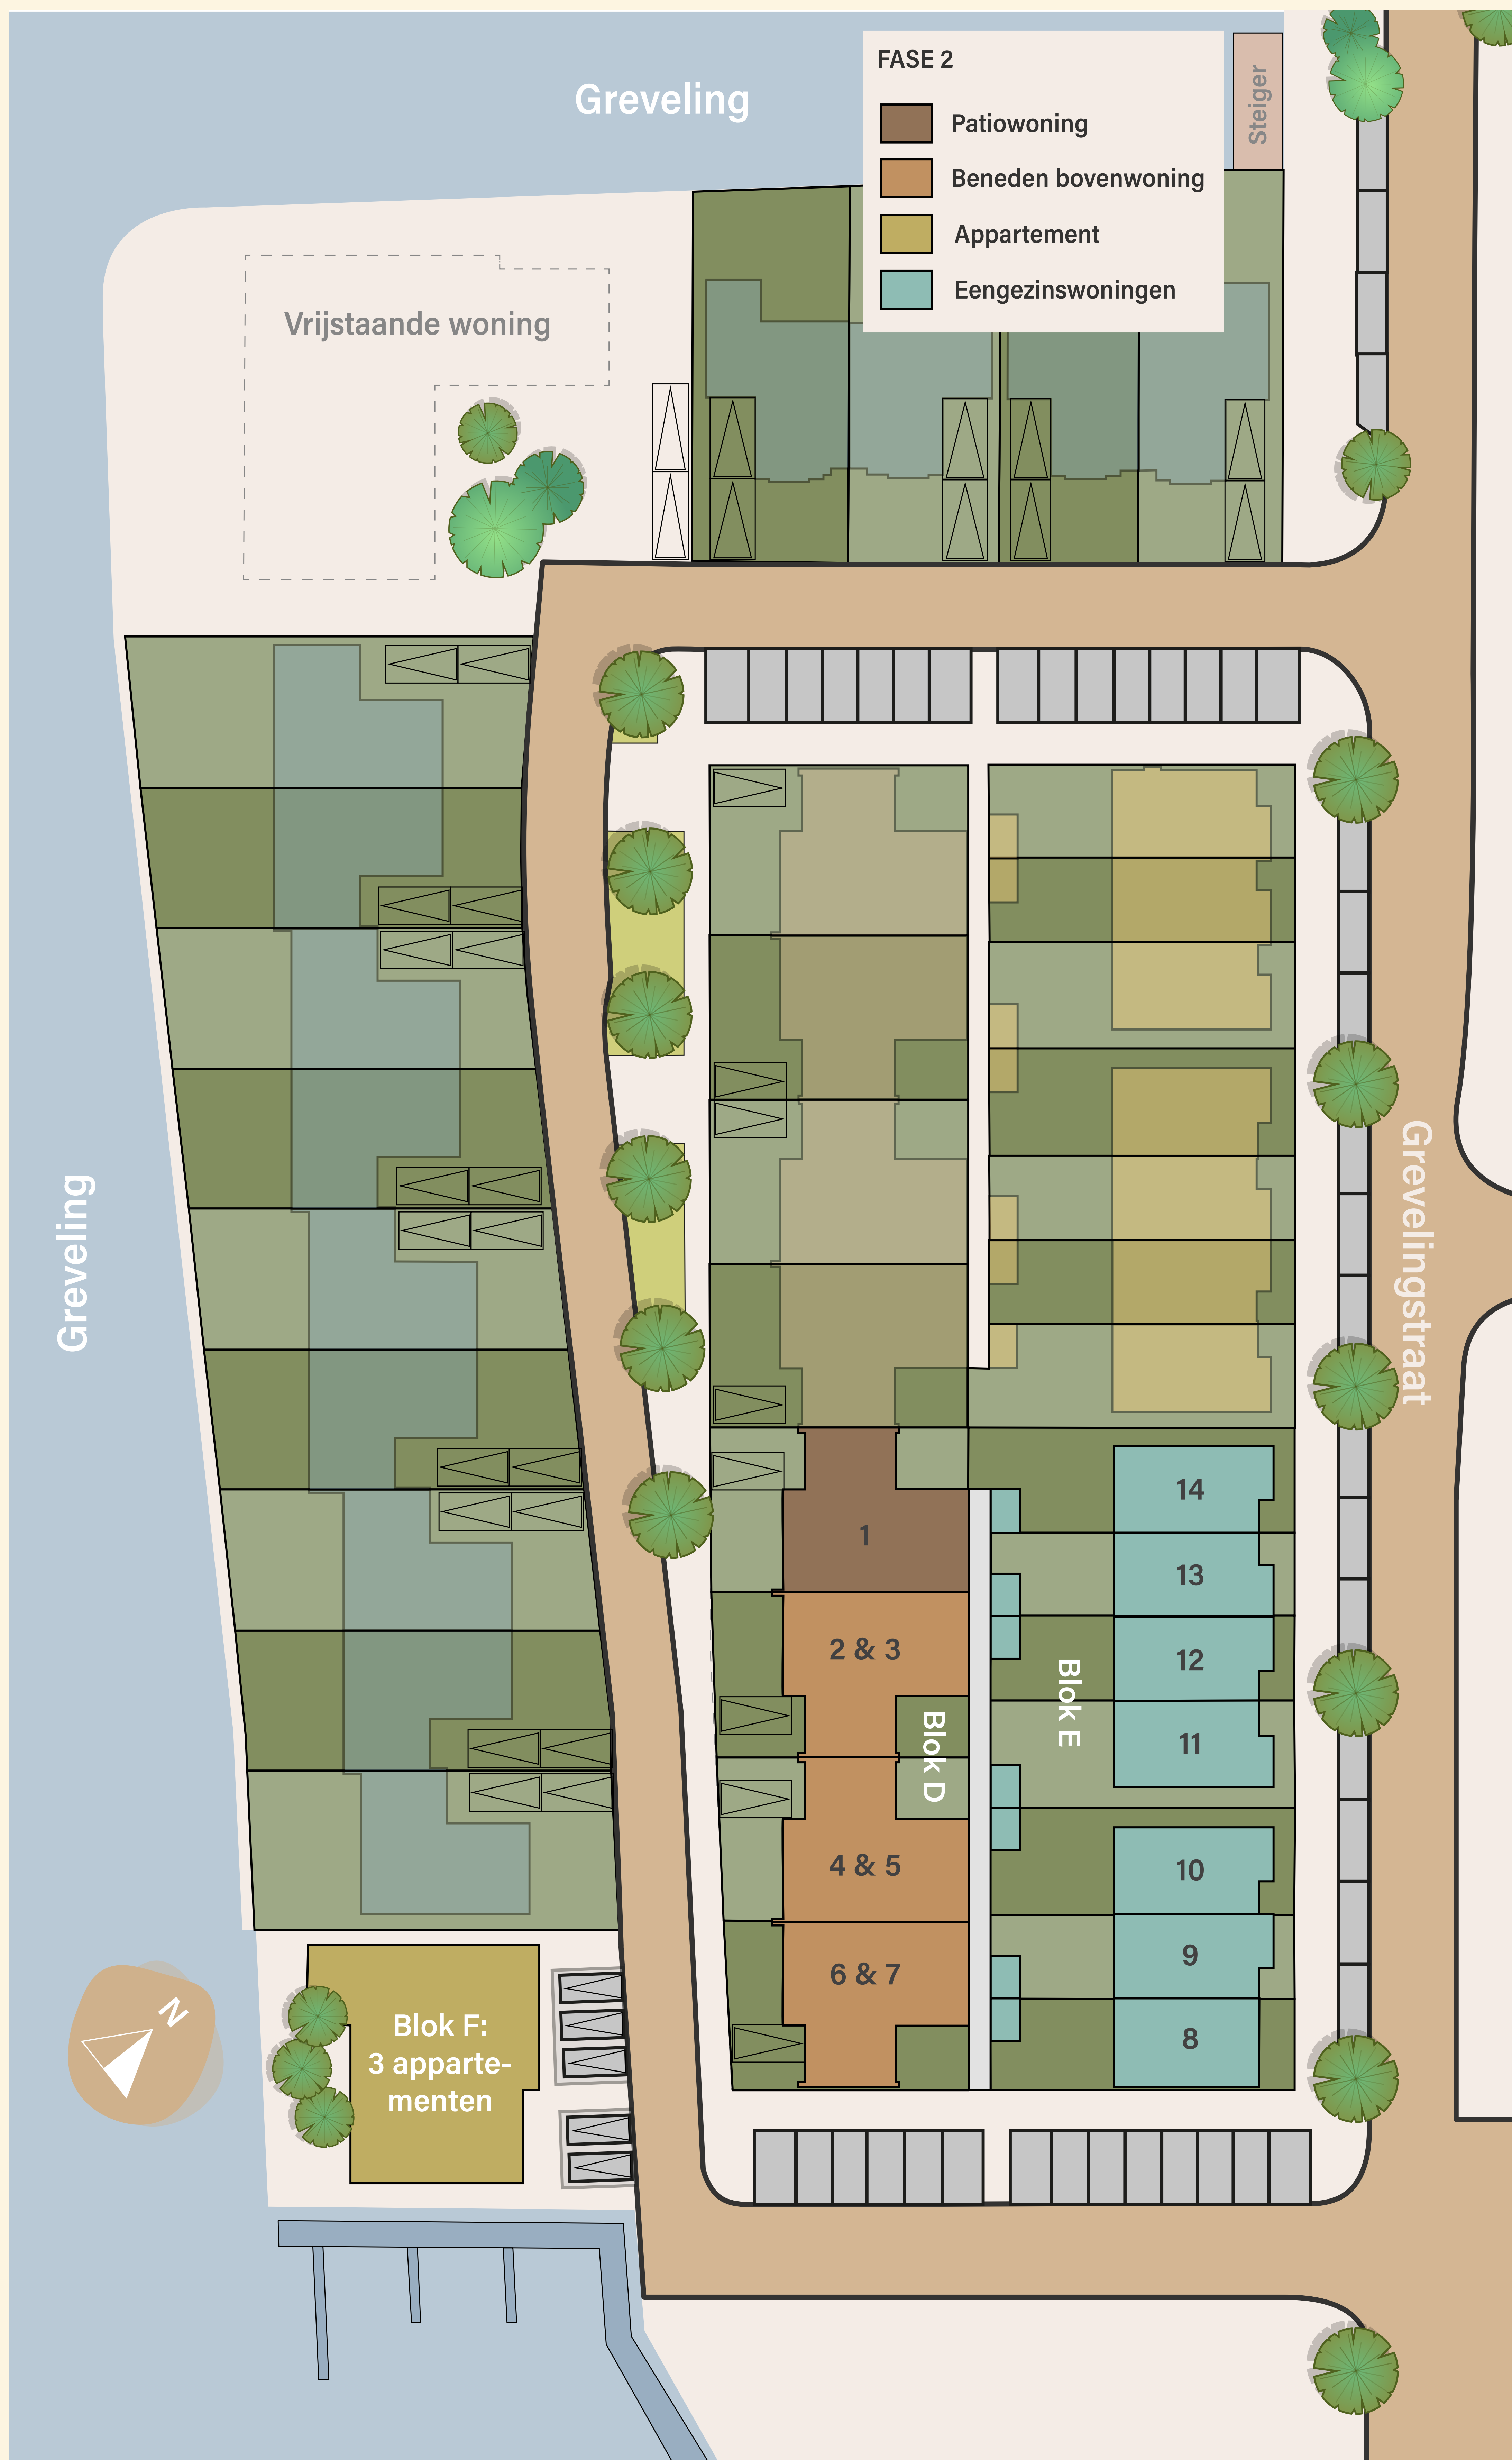 Greveling
FASE 2
Patiowoning
Beneden bovenwoning
Appartement
Eengezinswoningen
Steiger
Vrijstaande woning
Greveling
Grevelingstraat
1
2 & 3
4 & 5
6 & 7
Blok D
Blok E
14
13
12
11
10
9
8
N
Blok F:
3 apparte-
menten